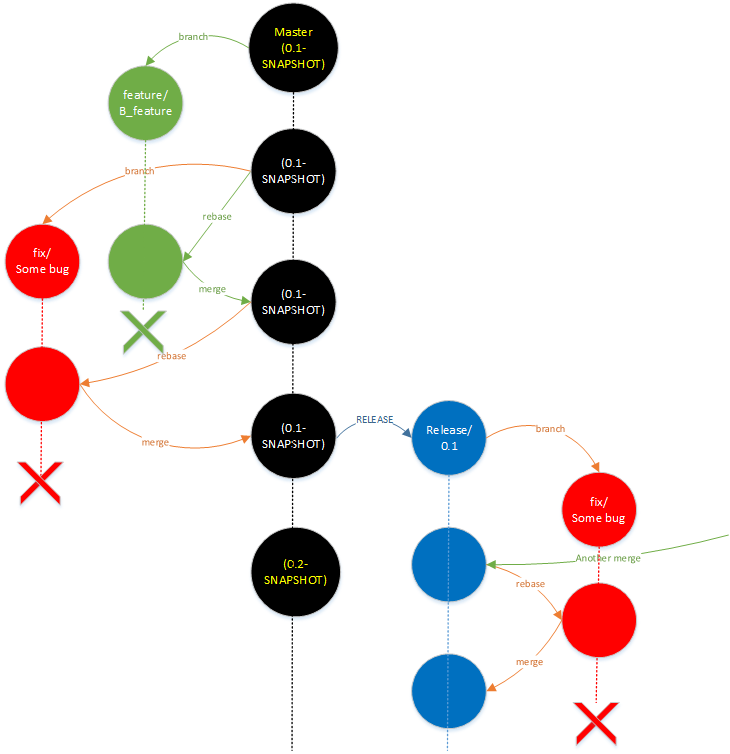 Master
(0.1-
SNAPSHOT)
branch
feature/
B_feature
(0.1-
SNAPSHOT)
branch
rebase
fix/
Some bug
merge
(0.1-
SNAPSHOT)
rebase
(0.1-
SNAPSHOT)
merge
RELEASE
Release/
0.1
branch
fix/
Some bug
Another merge
(0.2-
SNAPSHOT)
rebase
merge